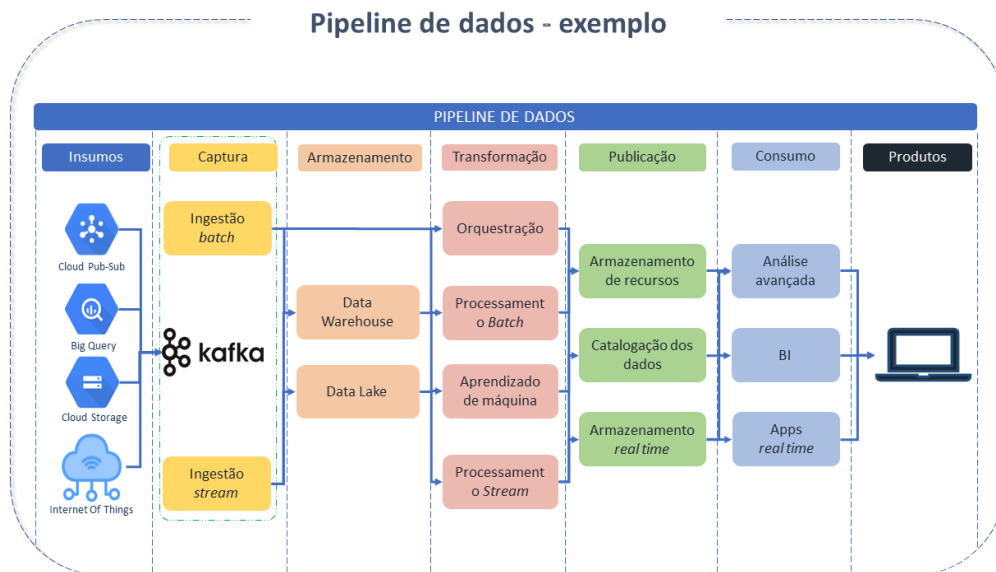 Pipeline de dados - exemplo
PIPELINE DE DADOS
Insumos
Captura
Armazenamento
Transformação
Publicação
Consumo
Produtos
Cloud Pub-Sub
Big Query
Cloud Storage
Internet Of Things
Ingestão
batch
kafka
Ingestão
stream
Data
Warehouse
Data Lake
Orquestração
Processament
o Batch
Aprendizado
de máquina
Processament
o Stream
Armazenamento
de recursos
Catalogação dos
dados
Armazenamento
real time
Análise
avançada
BI
Apps
real time